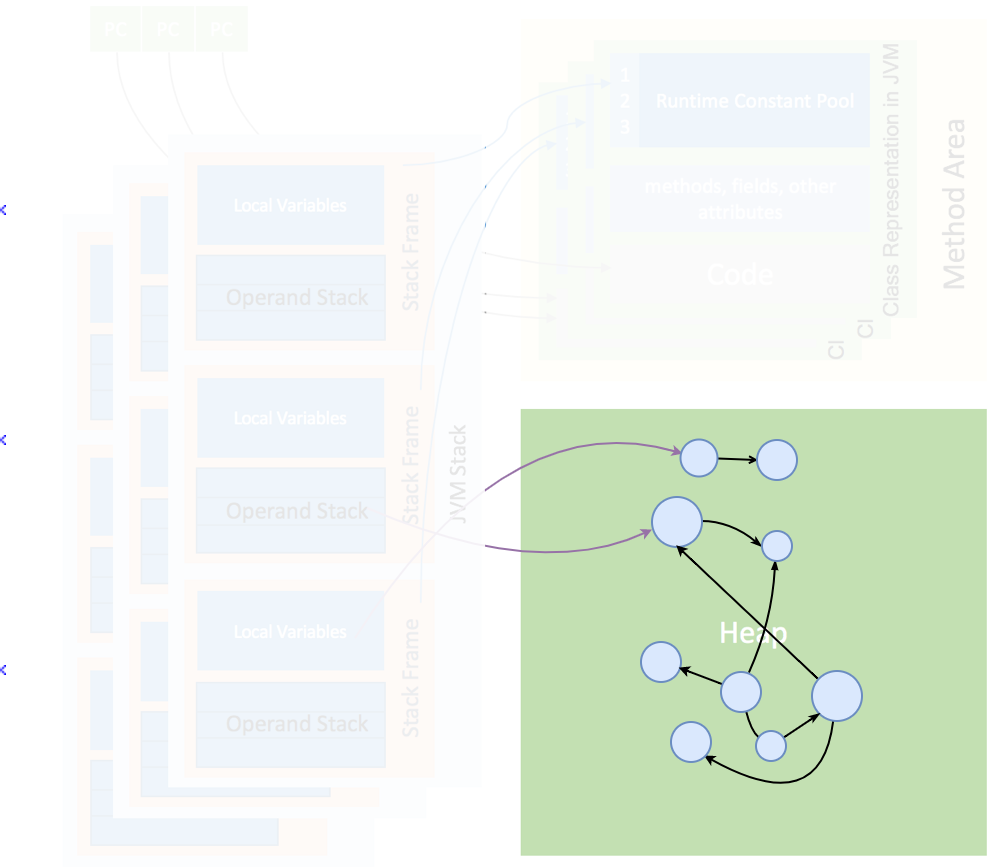 PC PC PC
Local Variables
Operand Stack
Stack Frame
Local Variables
Operand Stack
Stack Frame
Local Variables
Operand Stack
Stack Frame
JVM Stack
1
2
3
Runtime Constant Pool
methods, fields, other
attributes
Code
Class Representation in JVM
Cl
Cl
Method Area
Heap